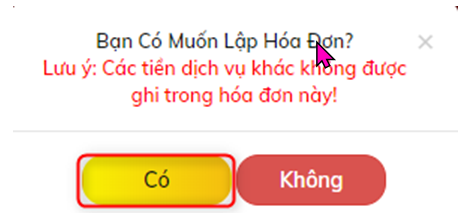 Bạn Có Muốn Lập Hóa Đơn?
Lưu ý: Các tiền dịch vụ khác không được
ghi trong hóa đơn này!
Có
Không